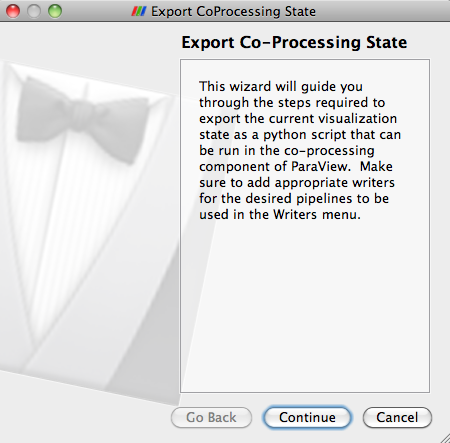 Export CoProcessing State
Export Co-Processing State
This wizard will guide you
through the steps required to
export the current visualization
state as a python script that can
be run in the co-processing
component of ParaView.  Make
sure to add appropriate writers
for the desired pipelines to be
used in the Writers menu.
Go Back
Continue
Cancel